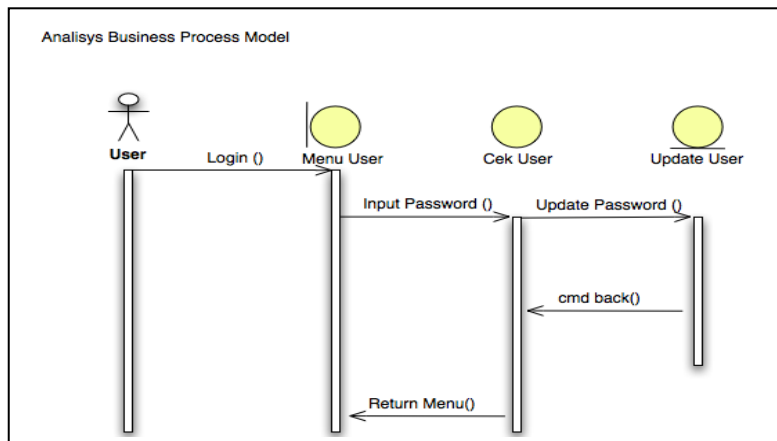 Analisys Business Process Model
User
Menu User
Cek User
Update User
Login ()
Input Password ()
Update Password ()
cmd back()
Return Menu()